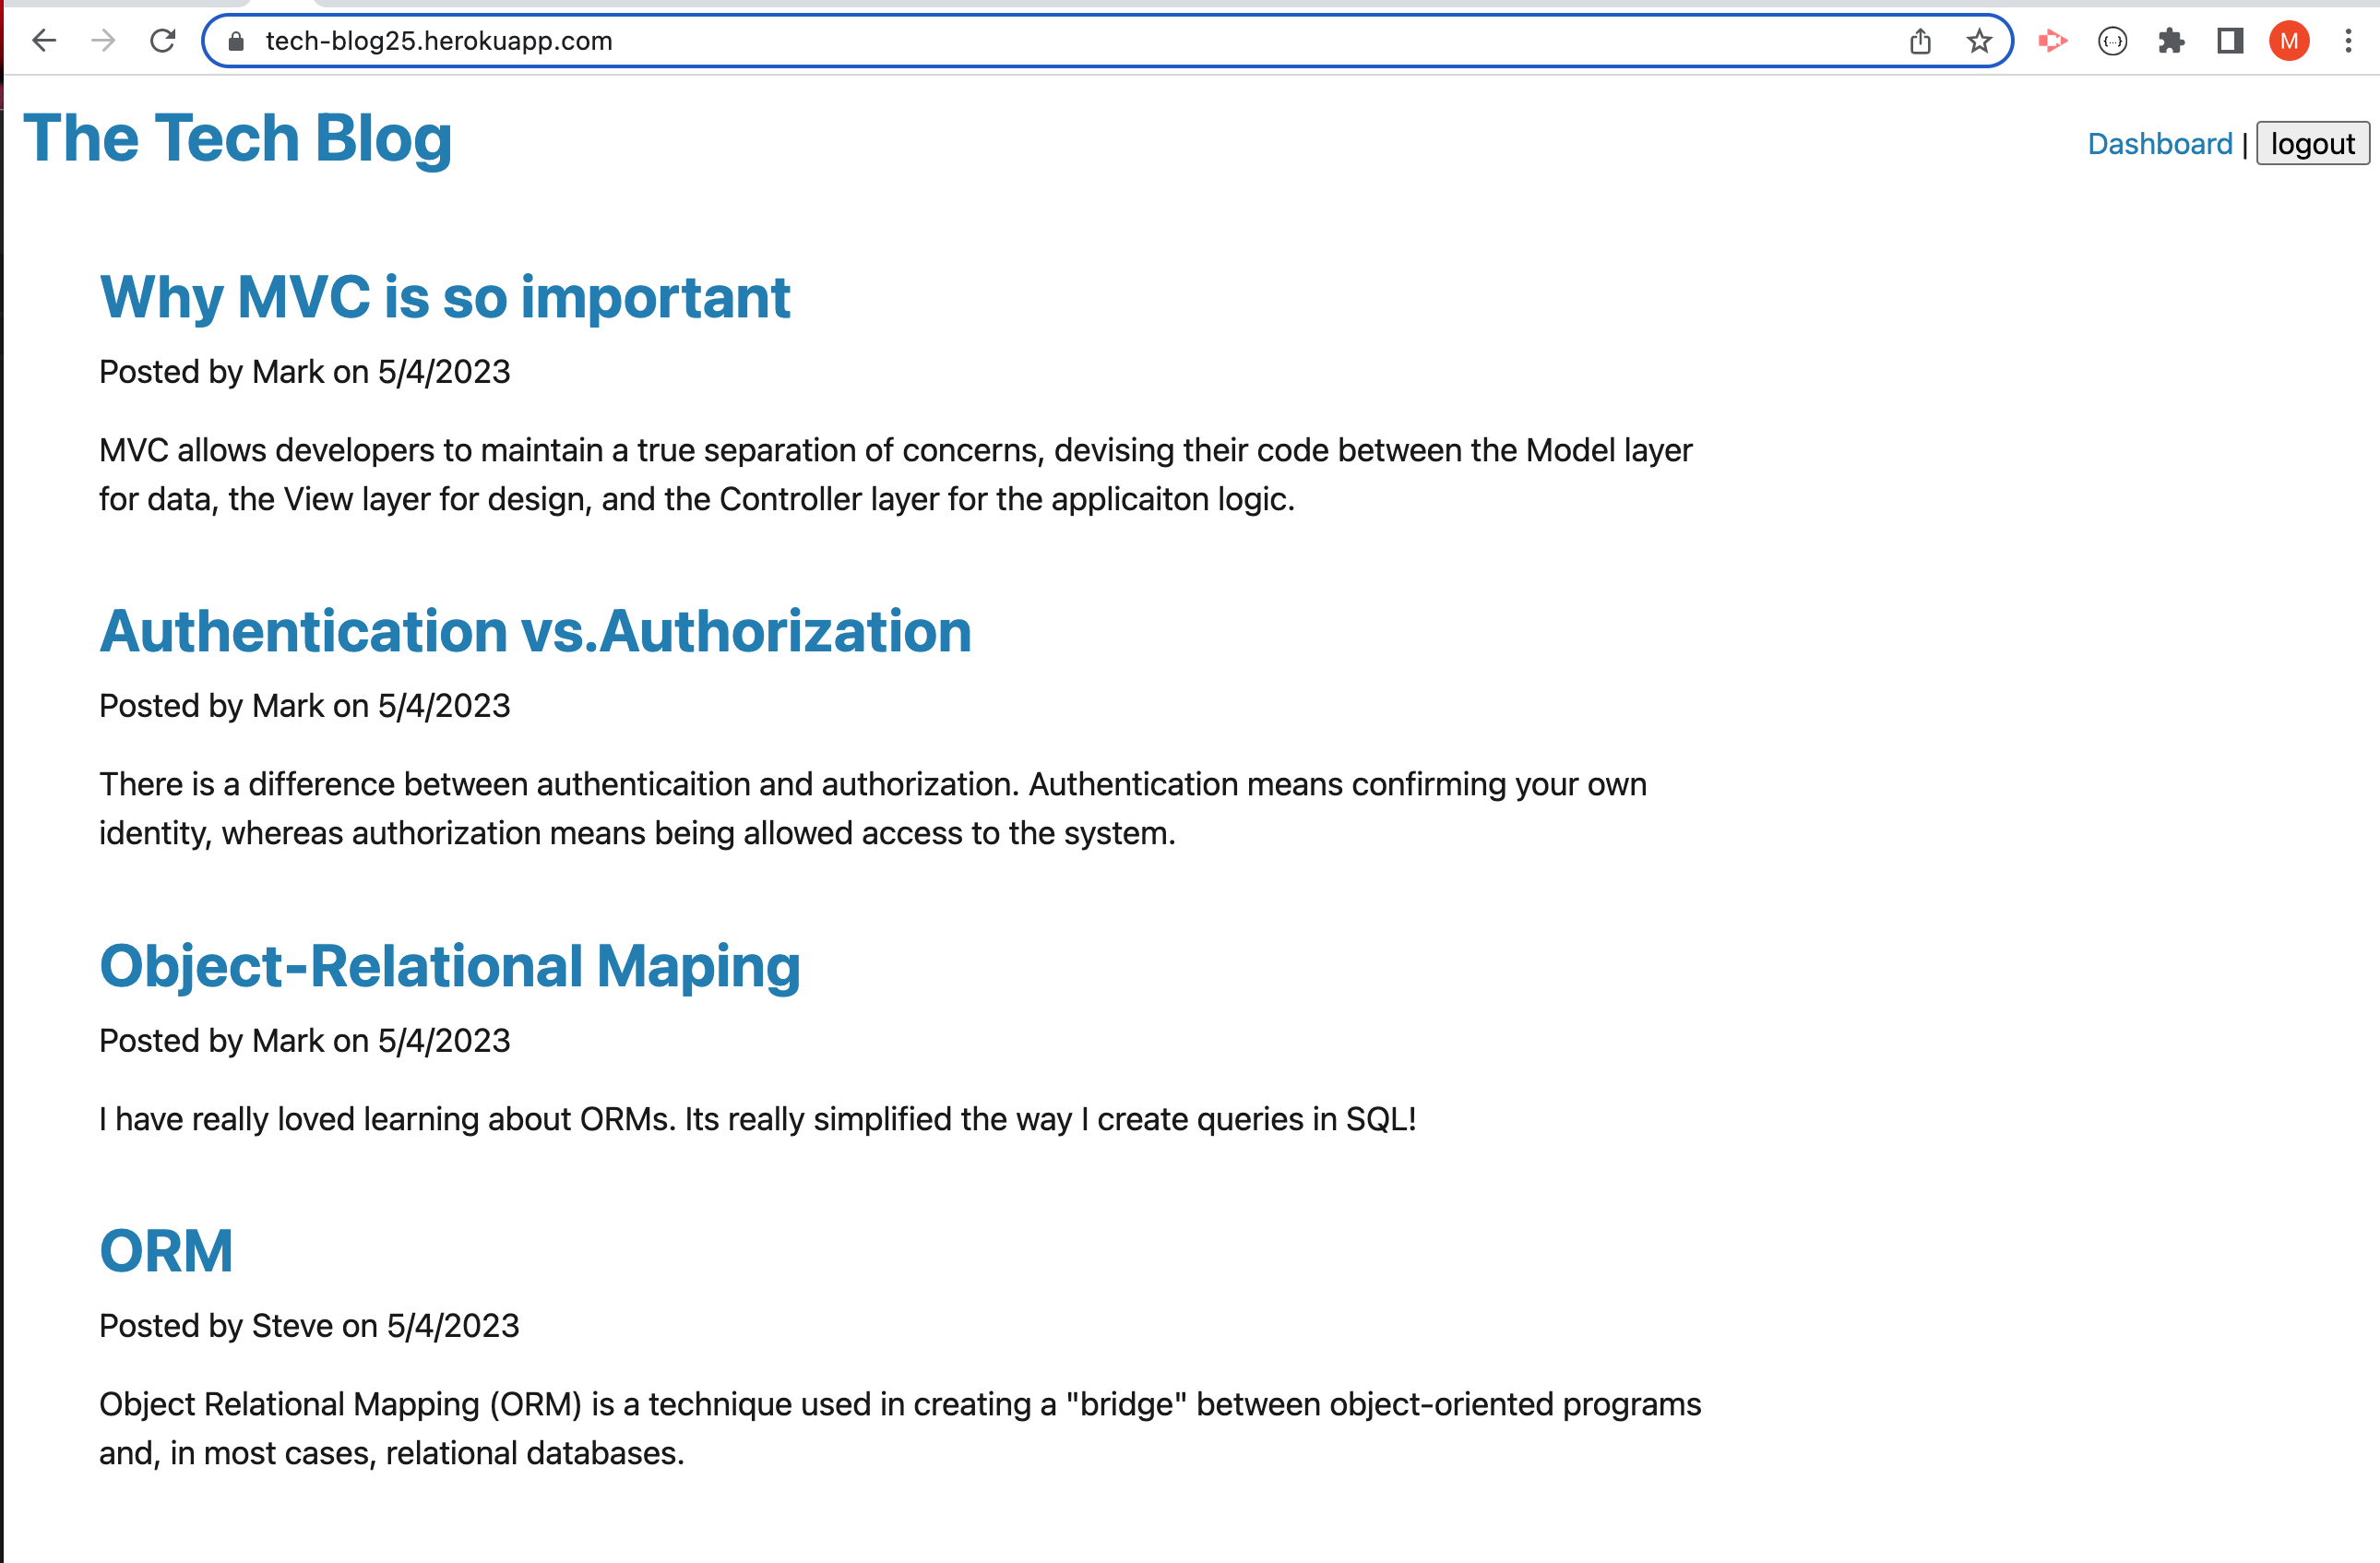 tech-blog25.herokuapp.com
M
The Tech Blog
Dashboard | logout
Why MVC is so important
Posted by Mark on 5/4/2023
MVC allows developers to maintain a true separation of concerns, devising their code between the Model layer
for data, the View layer for design, and the Controller layer for the applicaiton logic.
Authentication vs.Authorization
Posted by Mark on 5/4/2023
There is a difference between authenticaition and authorization. Authentication means confirming your own
identity, whereas authorization means being allowed access to the system.
Object-Relational Maping
Posted by Mark on 5/4/2023
I have really loved learning about ORMs. Its really simplified the way I create queries in SQL!
ORM
Posted by Steve on 5/4/2023
Object Relational Mapping (ORM) is a technique used in creating a "bridge" between object-oriented programs
and, in most cases, relational databases.